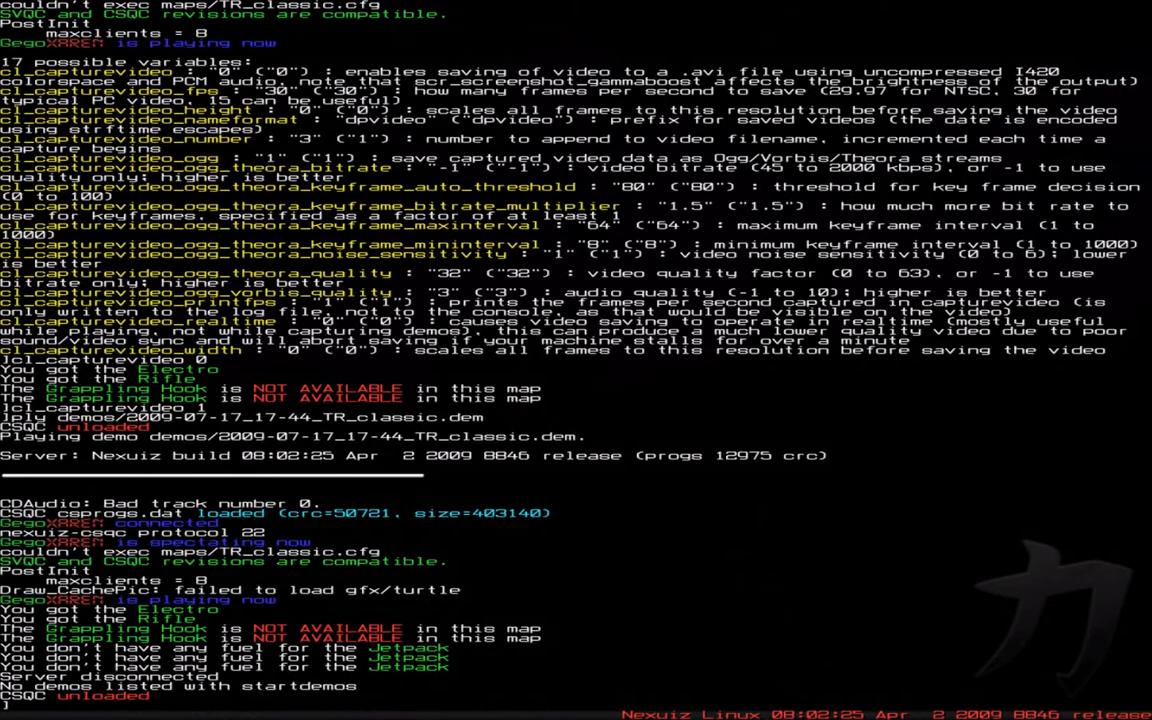 couldn't exec maps/TR_classic.cfg
SVQC and CSQC revisions are compatible.
PostInit
maxclients = 8
GegoXAREN is playing now
17 possible variables:
cl_capturevideo : "0" ("0") : enables saving of video to a .avi file using uncompressed I420
colorspace and PCM audio, note that scr_screenshot_gammaboost affects the brightness of the output)
cl_capturevideo_fps : "30" ("30") : how many frames per second to save (29.97 for NTSC, 30 for
typical PC video, 15 can be useful)
cl_capturevideo_height : "0" ("0") : scales all frames to this resolution before saving the video
cl_capturevideo_nameformat : "dpvideo" ("dpvideo") : prefix for saved videos (the date is encoded
using strftime escapes)
cl_capturevideo_number : "3" ("1") : number to append to video filename, incremented each time a
capture begins
cl_capturevideo_ogg : "1" ("1") : save captured video data as Ogg/Vorbis/Theora streams
cl_capturevideo_ogg_theora_bitrate : "-1" ("-1") : video bitrate (45 to 2000 kbps), or -1 to use
quality only; higher is better
cl_capturevideo_ogg_theora_keyframe_auto_threshold : "80" ("80") : threshold for key frame decision
(0 to 100)
cl_capturevideo_ogg_theora_keyframe_bitrate_multiplier : "1.5" ("1.5") : how much more bit rate to
use for keyframes, specified as a factor of at least 1
cl_capturevideo_ogg_theora_keyframe_maxinterval : "64" ("64") : maximum keyframe interval (1 to
1000)
cl_capturevideo_ogg_theora_keyframe_mininterval : "8" ("8") : minimum keyframe interval (1 to 1000)
cl_capturevideo_ogg_theora_noise_sensitivity : "1" ("1") : video noise sensitivity (0 to 6); lower
is better
cl_capturevideo_ogg_theora_quality : "32" ("32") : video quality factor (0 to 63), or -1 to use
bitrate only; higher is better
cl_capturevideo_ogg_vorbis_quality : "3" ("3") : audio quality (-1 to 10); higher is better
cl_capturevideo_printfps : "1" ("1") : prints the frames per second captured in capturevideo (is
only written to the log file, not to the console, as that would be visible on the video)
cl_capturevideo_realtime : "0" ("0") : causes video saving to operate in realtime (mostly useful
while playing, not while capturing demos), this can produce a much lower quality video due to poor
sound/video sync and will abort saving if your machine stalls for over a minute
cl_capturevideo_width : "0" ("0") : scales all frames to this resolution before saving the video
]cl_capturevideo 0
You got the Electro
You got the Rifle
The Grappling Hook is NOT AVAILABLE in this map
The Grappling Hook is NOT AVAILABLE in this map
]cl_capturevideo 1
]ply demos/2009-07-17_17-44_TR_classic.dem
CSQC unloaded
Playing demo demos/2009-07-17_17-44_TR_classic.dem.
Server: Nexuiz build 08:02:25 Apr  2 2009 8846 release (progs 12975 crc)
CDAudio: Bad track number 0.
CSQC csprogs.dat loaded (crc=50721, size=403140)
GegoXAREN connected
nexuiz-csqc protocol 22
GegoXAREN is spectating now
couldn't exec maps/TR_classic.cfg
SVQC and CSQC revisions are compatible.
PostInit
maxclients = 8
Draw_CachePic: failed to load gfx/turtle
GegoXAREN is playing now
You got the Electro
You got the Rifle
The Grappling Hook is NOT AVAILABLE in this map
The Grappling Hook is NOT AVAILABLE in this map
You don't have any fuel for the Jetpack
You don't have any fuel for the Jetpack
You don't have any fuel for the Jetpack
Server disconnected
No demos listed with startdemos
CSQC unloaded
]
力
Nexuiz Linux 08:02:25 Apr  2 2009 8846 release